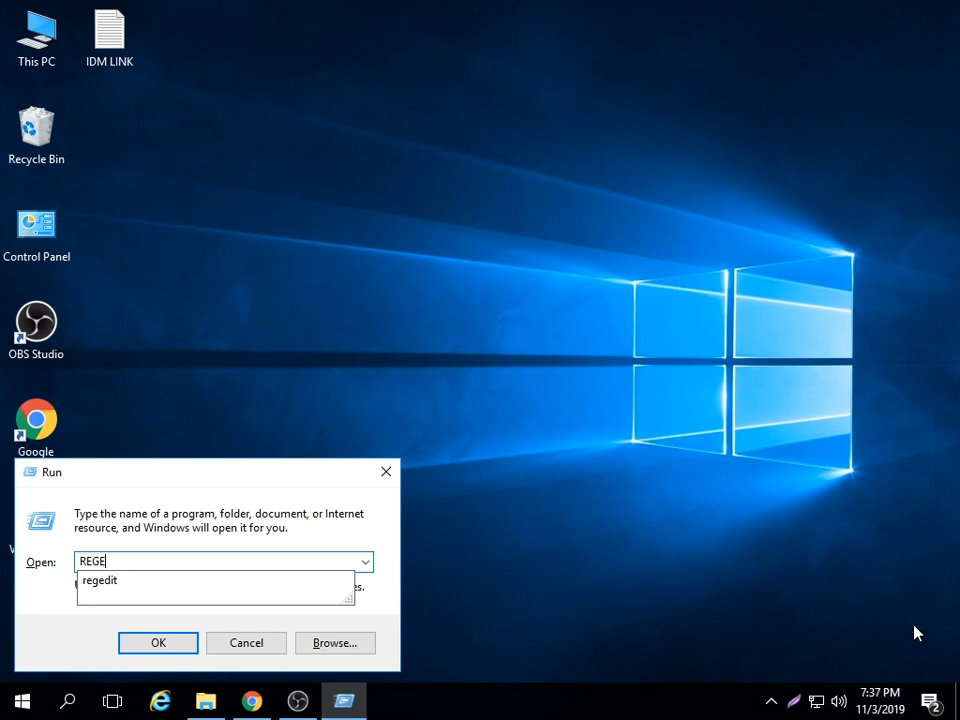 This PC
IDM LINK
Recycle Bin
Control Panel
OBS Studio
Google
Run
Type the name of a program, folder, document, or Internet
resource, and Windows will open it for you.
Open:
REGE
regedit
OK
Cancel
Browse...
7:37 PM
11/3/2019
2